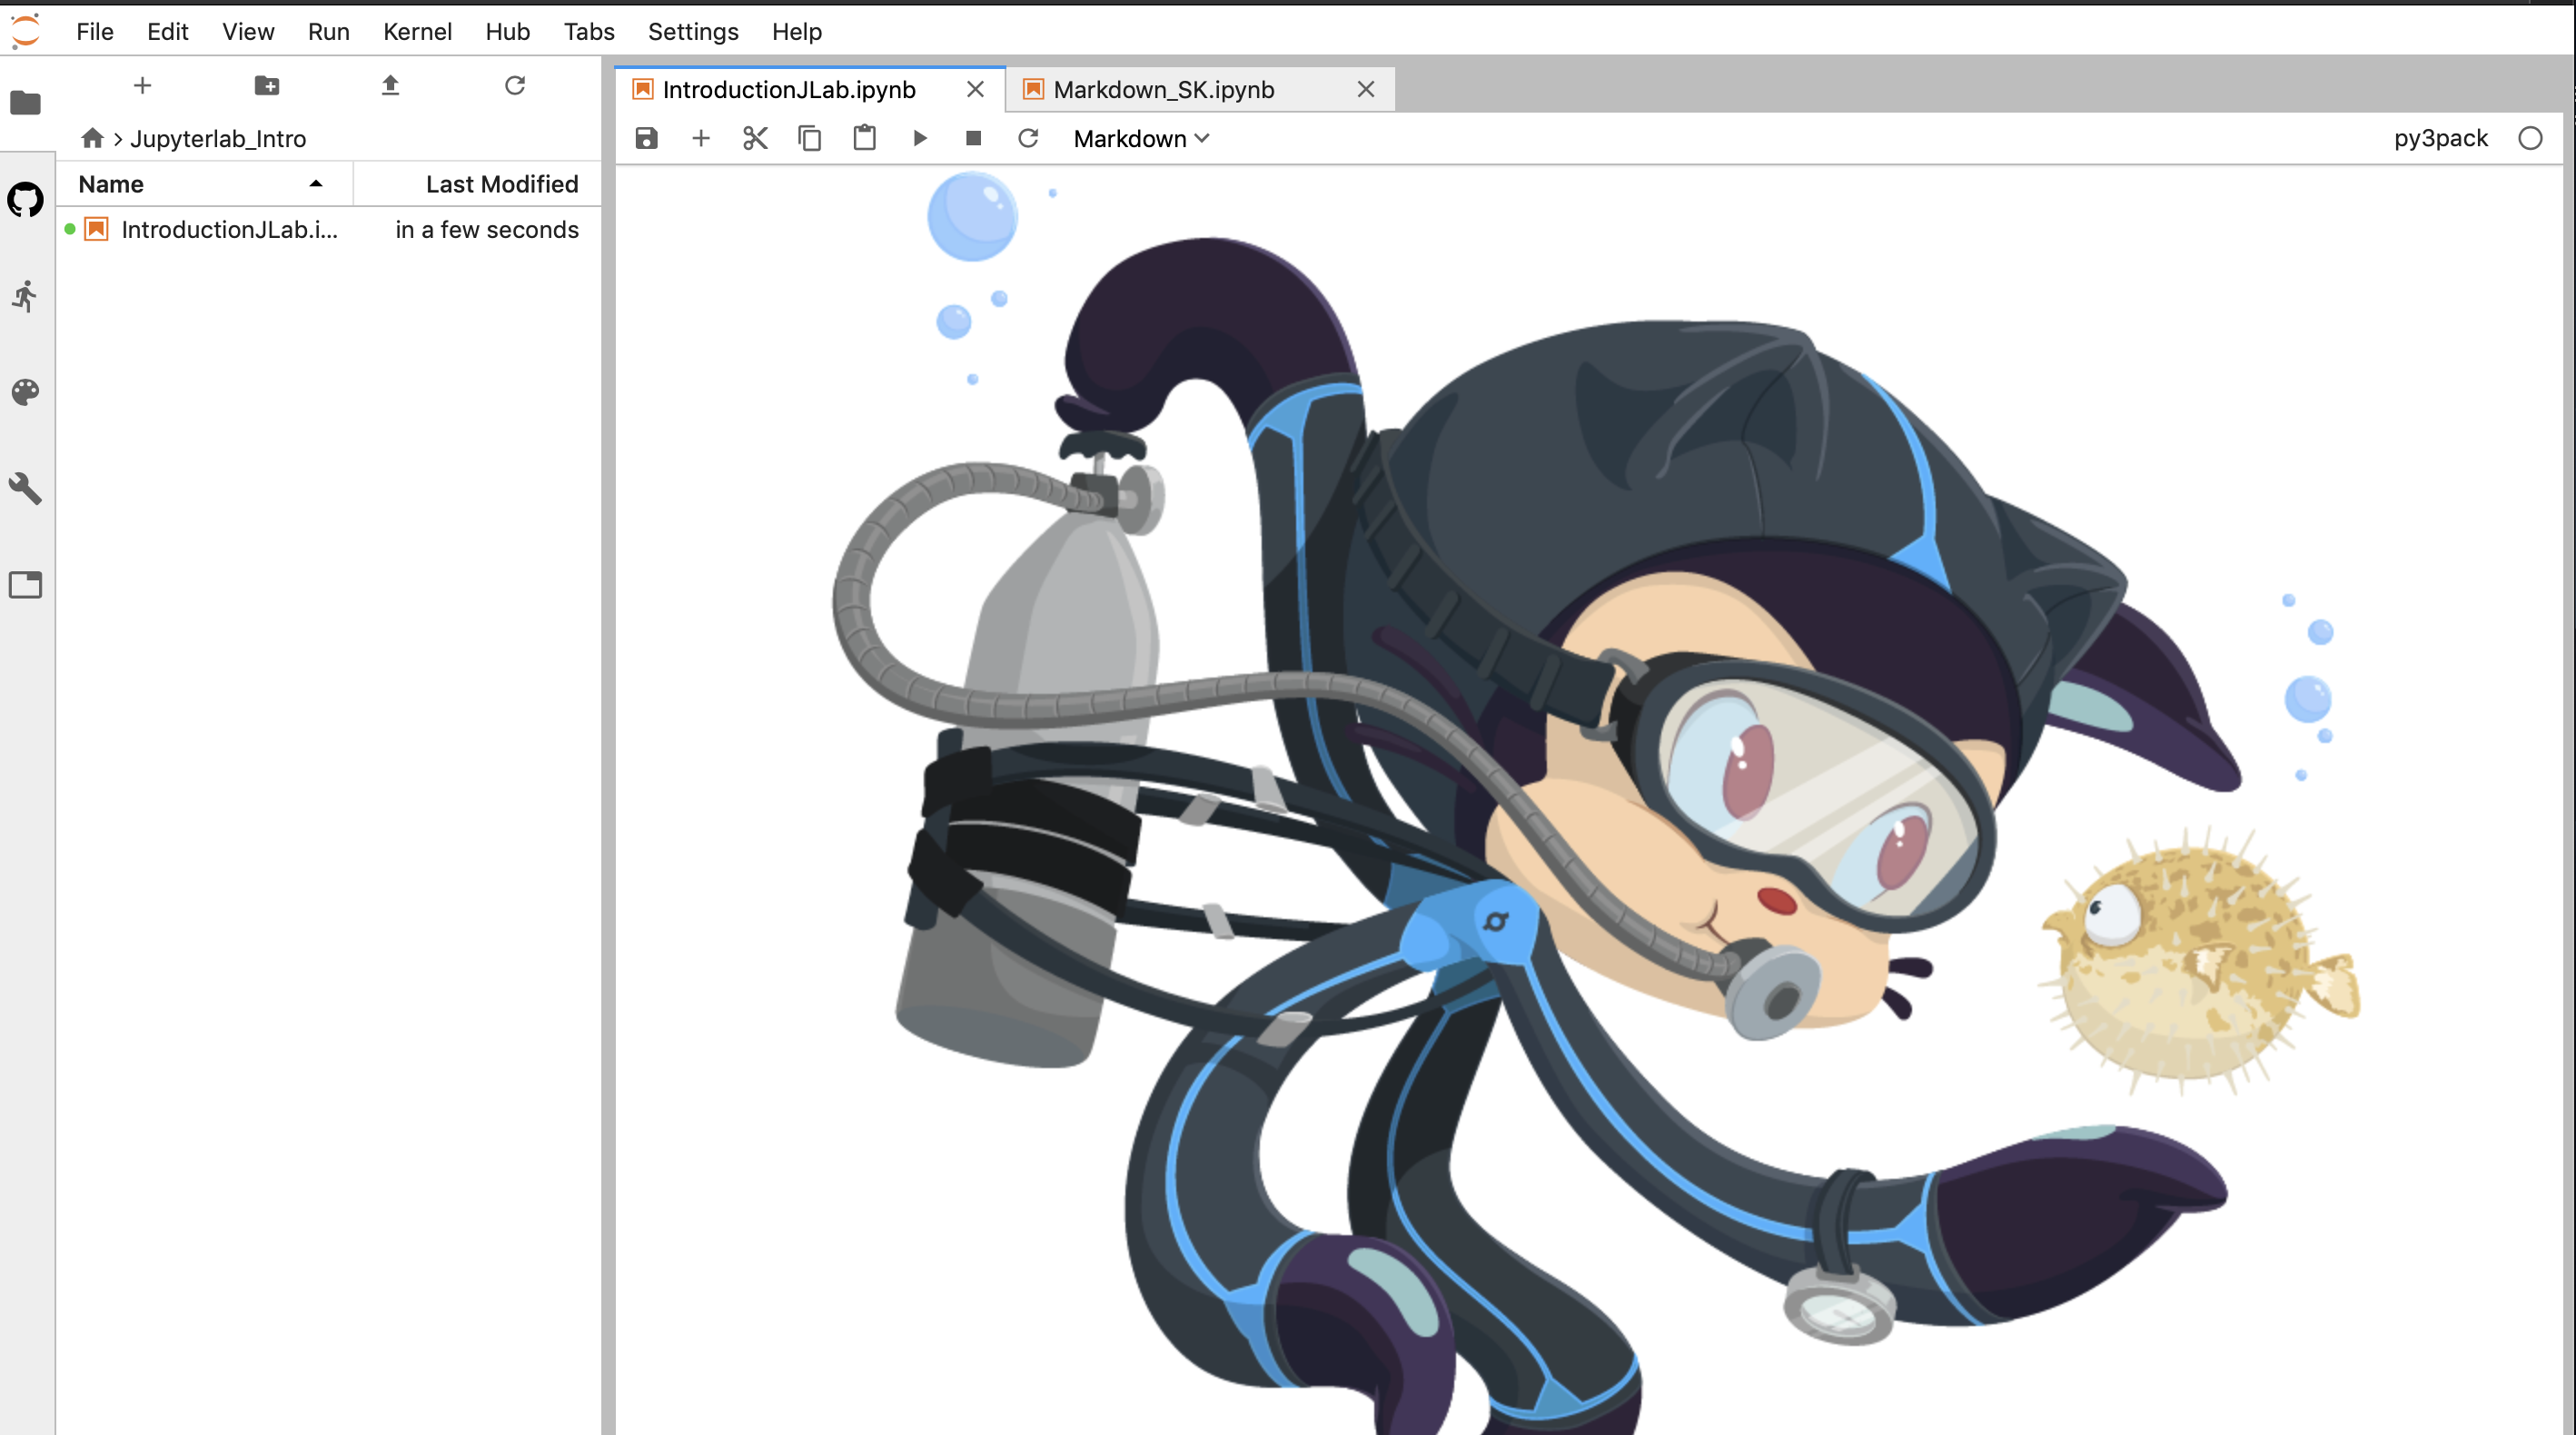 File Edit View Run Kernel Hub Tabs Settings Help
IntroductionJLab.ipynb Markdown_SK.ipynb
Jupyterlab_Intro
Markdown py3pack
Name Last Modified
IntroductionJLab.i... in a few seconds